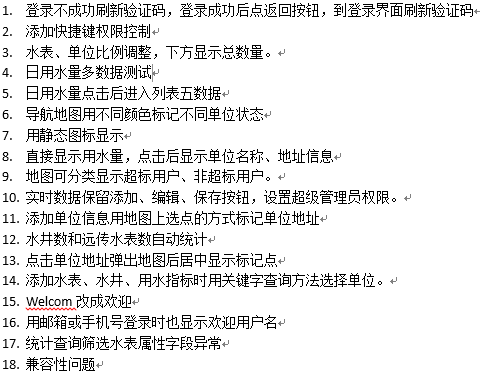 1. 登录不成功刷新验证码，登录成功后点返回按钮，到登录界面刷新验证码
2. 添加快捷键权限控制
3. 水表、单位比例调整，下方显示总数量。
4. 日用水量多数据测试
5. 日用水量点击后进入列表五数据
6. 导航地图用不同颜色标记不同单位状态
7. 用静态图标显示
8. 直接显示用水量，点击后显示单位名称、地址信息
9. 地图可分类显示超标用户、非超标用户。
10. 实时数据保留添加、编辑、保存按钮，设置超级管理员权限。
11. 添加单位信息用地图上选点的方式标记单位地址
12. 水井数和远传水表数自动统计
13. 点击单位地址弹出地图后居中显示标记点
14. 添加水表、水井、用水指标时用关键字查询方法选择单位。
15. Welcom 改成欢迎
16. 用邮箱或手机号登录时也显示欢迎用户名
17. 统计查询筛选水表属性字段异常
18. 兼容性问题